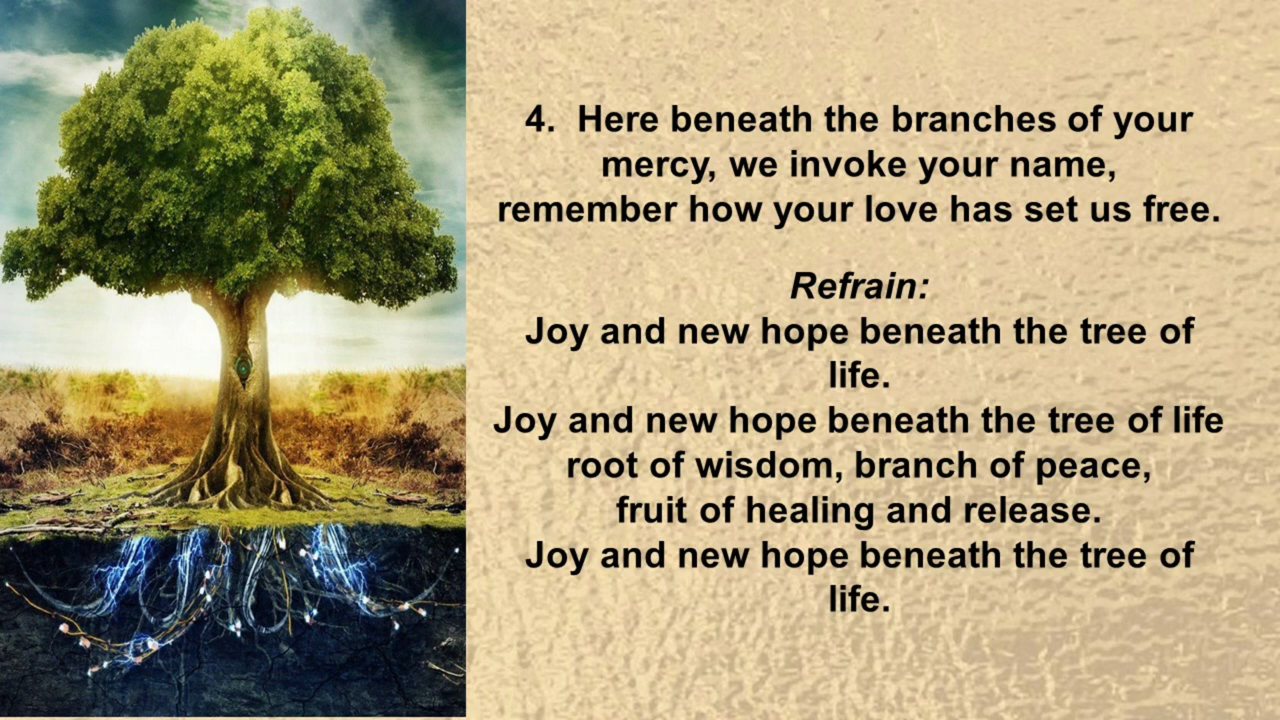 4. Here beneath the branches of your
mercy, we invoke your name,
remember how your love has set us free.
Refrain:
Joy and new hope beneath the tree of
life.
Joy and new hope beneath the tree of life
root of wisdom, branch of peace,
fruit of healing and release.
Joy and new hope beneath the tree of
life.